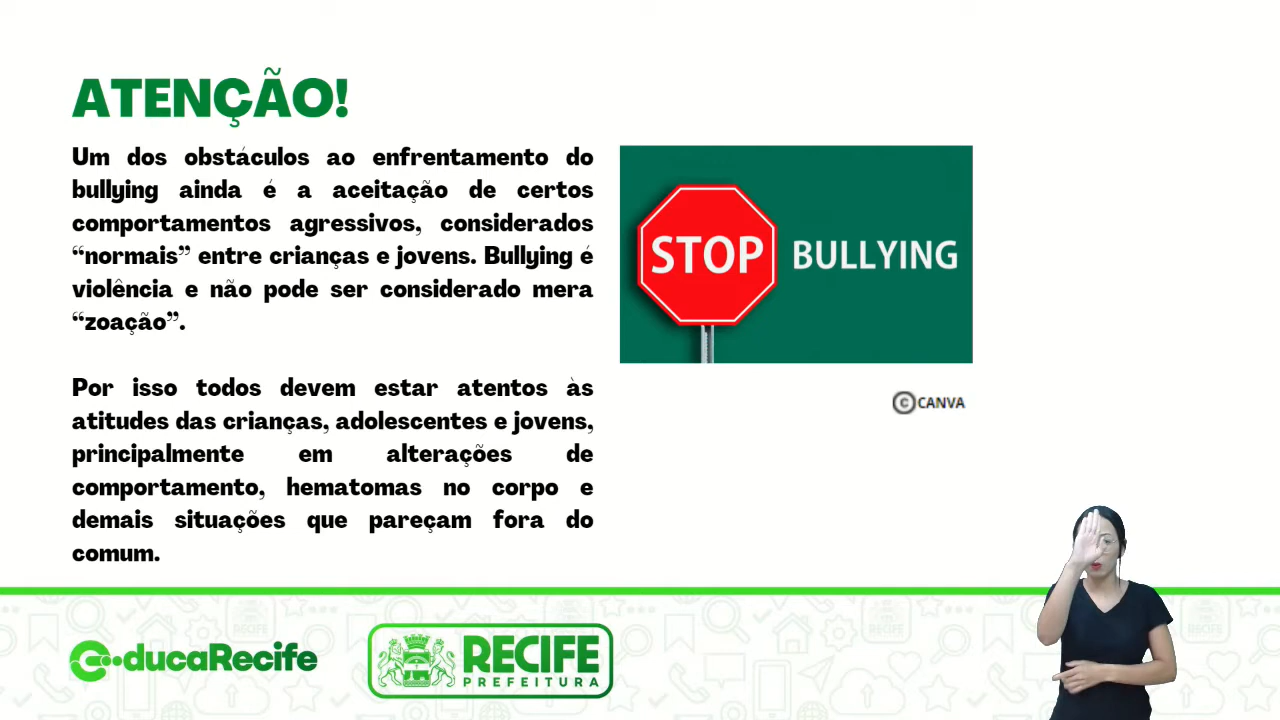 ATENÇÃO!
Um dos obstáculos ao enfrentamento do
bullying ainda é a aceitação de certos
comportamentos agressivos, considerados
“normais” entre crianças e jovens. Bullying é
violência e não pode ser considerado mera
“zoação”.
Por isso todos devem estar atentos às
atitudes das crianças, adolescentes e jovens,
principalmente em alterações de
comportamento, hematomas no corpo e
demais situações que pareçam fora do
comum.
STOP BULLYING
©CANVA
ducaRecife
RECIFE
PREFEITURA